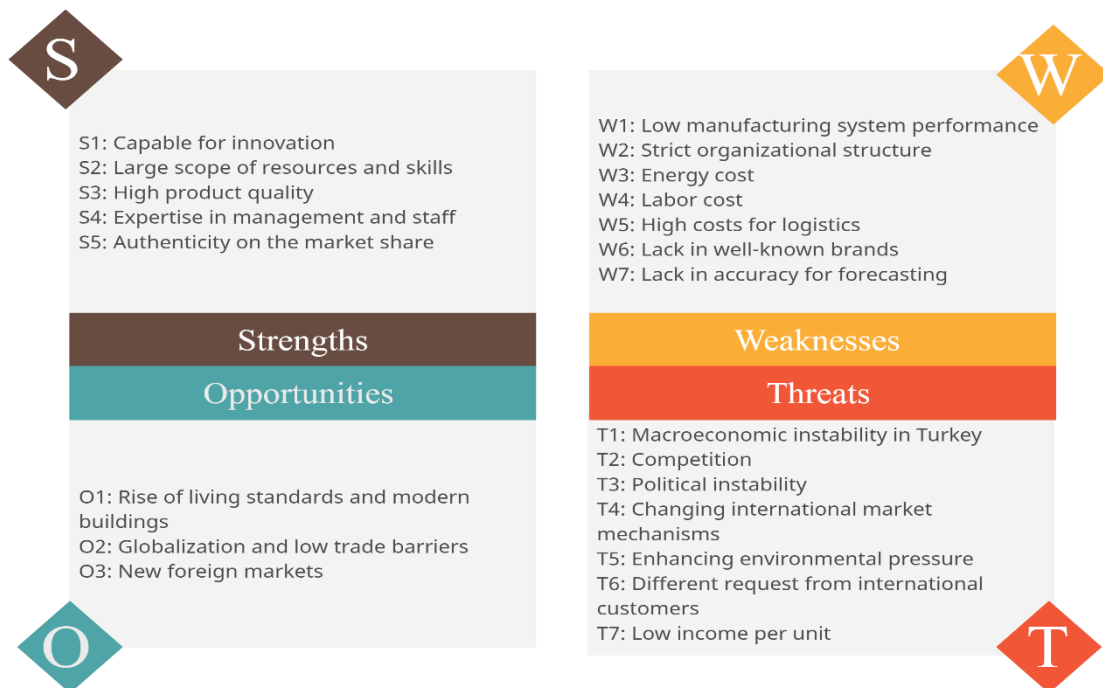 S
S1: Capable for innovation
S2: Large scope of resources and skills
S3: High product quality
S4: Expertise in management and staff
S5: Authenticity on the market share
Strengths
W
W1: Low manufacturing system performance
W2: Strict organizational structure
W3: Energy cost
W4: Labor cost
W5: High costs for logistics
W6: Lack in well-known brands
W7: Lack in accuracy for forecasting
Weaknesses
Opportunities
O1: Rise of living standards and modern
buildings
O2: Globalization and low trade barriers
O3: New foreign markets
O
Threats
T1: Macroeconomic instability in Turkey
T2: Competition
T3: Political instability
T4: Changing international market
mechanisms
T5: Enhancing environmental pressure
T6: Different request from international
customers
T7: Low income per unit
T